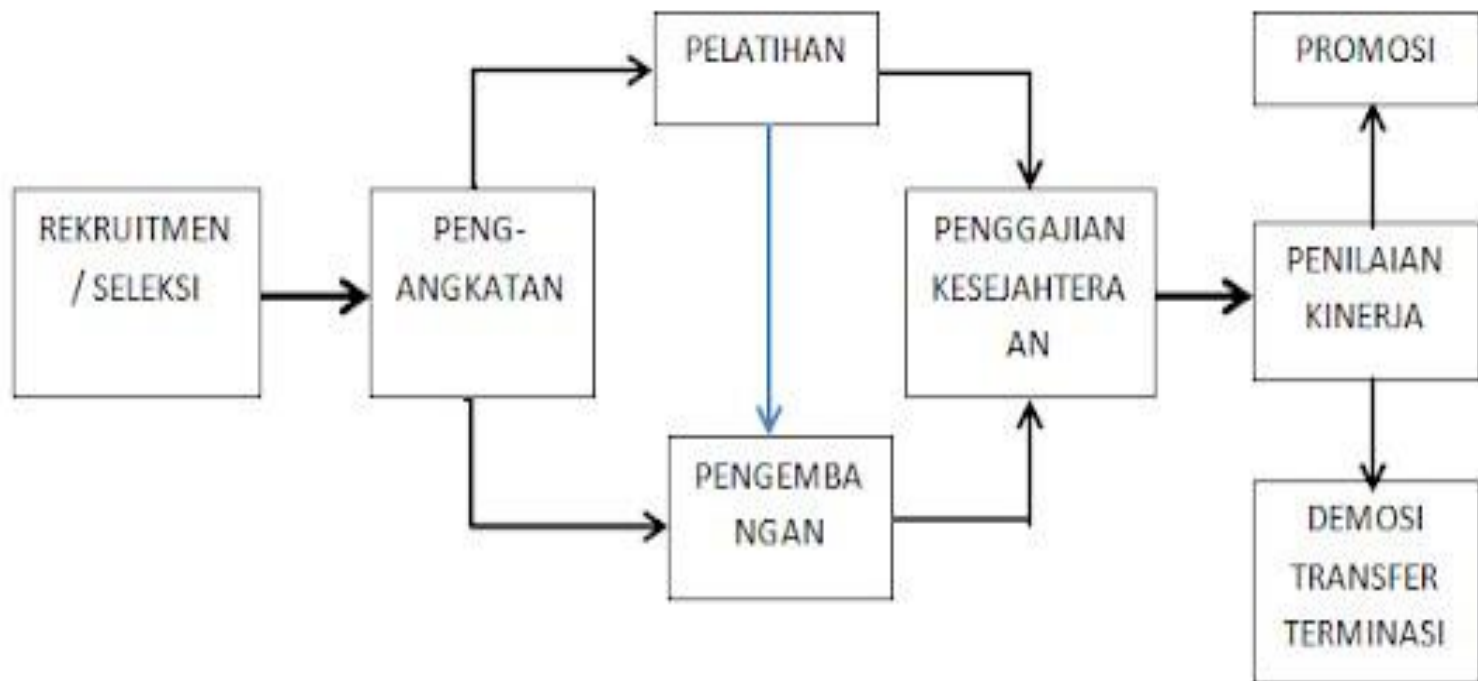 REKRUITMEN
/ SELEKSI
PENG-
ANGKATAN
PELATIHAN
PENGEMBA
NGAN
PENGGAJIAN
KESEJAHTERA
AN
PENILAIAN
KINERJA
PROMOSI
DEMOSI
TRANSFER
TERMINASI